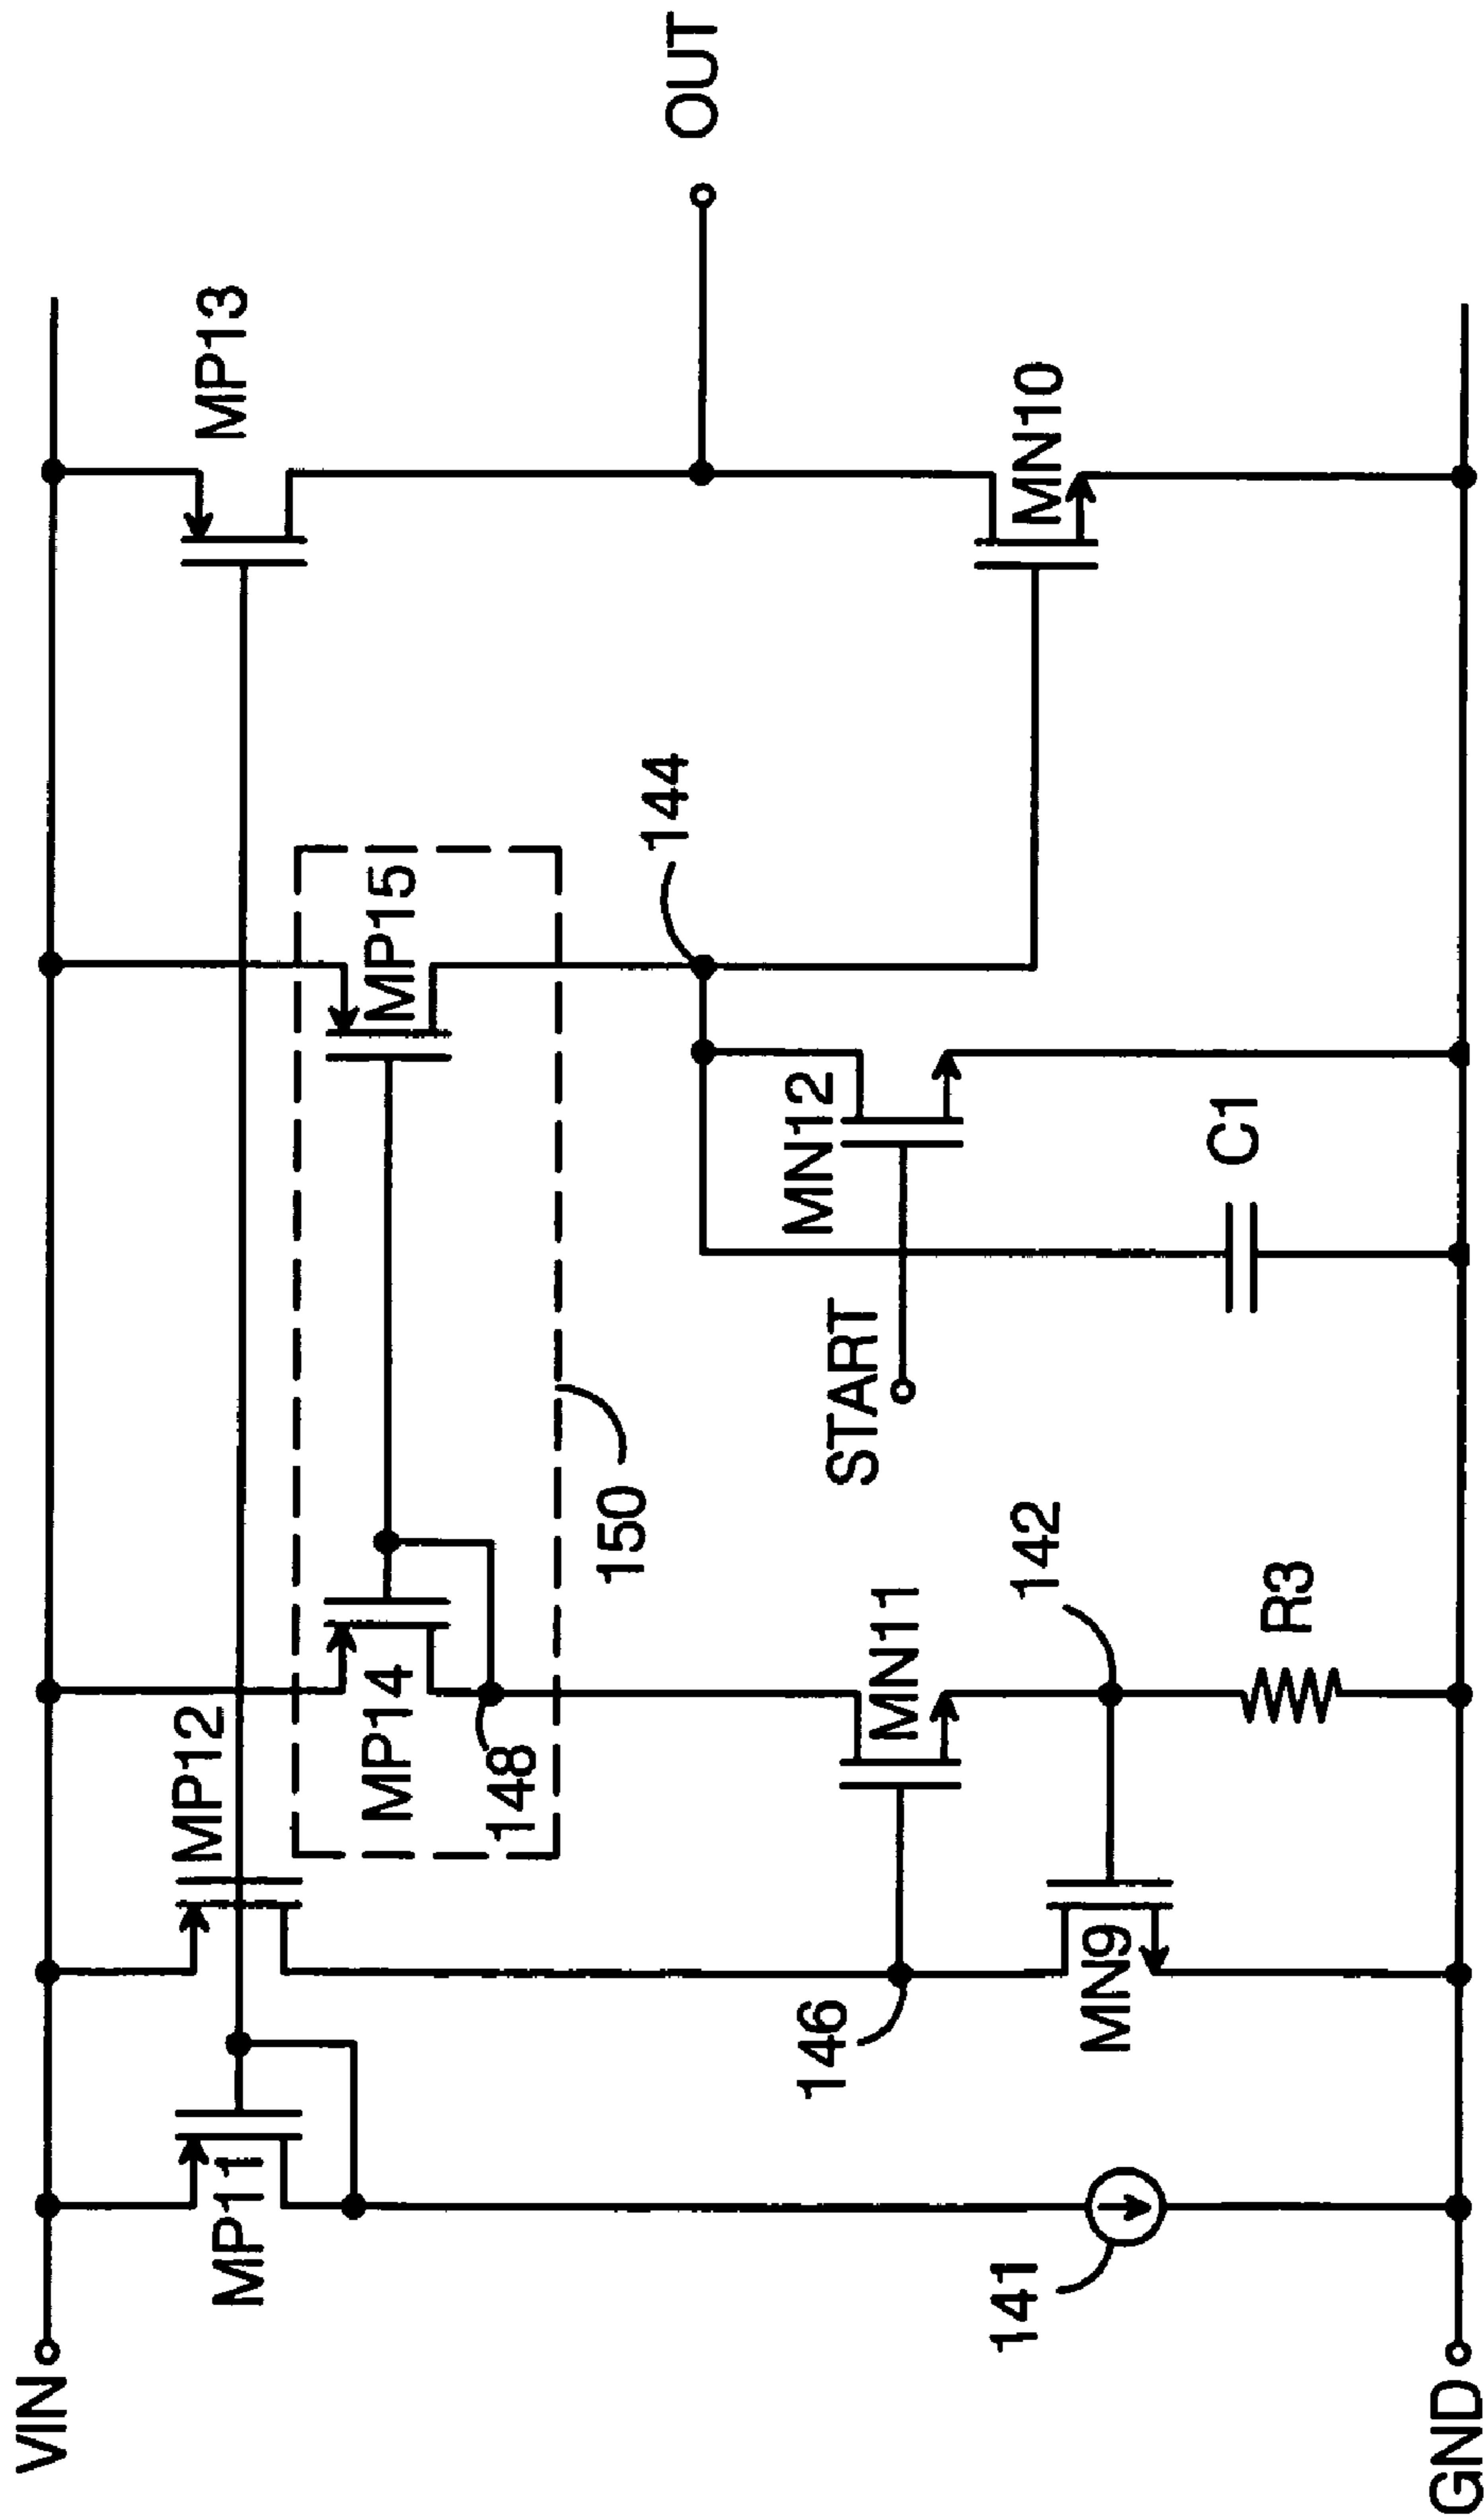 VIN
MP11
MP12
MP14
148
150
MP15
MP13
144
OUT
146
MN11
START
MN12
MN10
141
MN9
142
R3
C1
GND